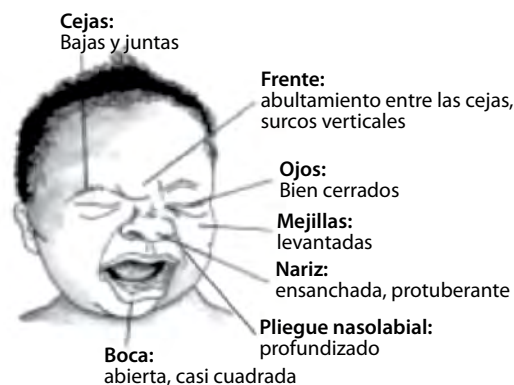 Cejas:
Bajas y juntas
Frente:
abultamiento entre las cejas,
surcos verticales
Ojos:
Bien cerrados
Mejillas:
levantadas
Nariz:
ensanchada, protuberante
Pliegue nasolabial:
profundizado
Boca:
abierta, casi cuadrada